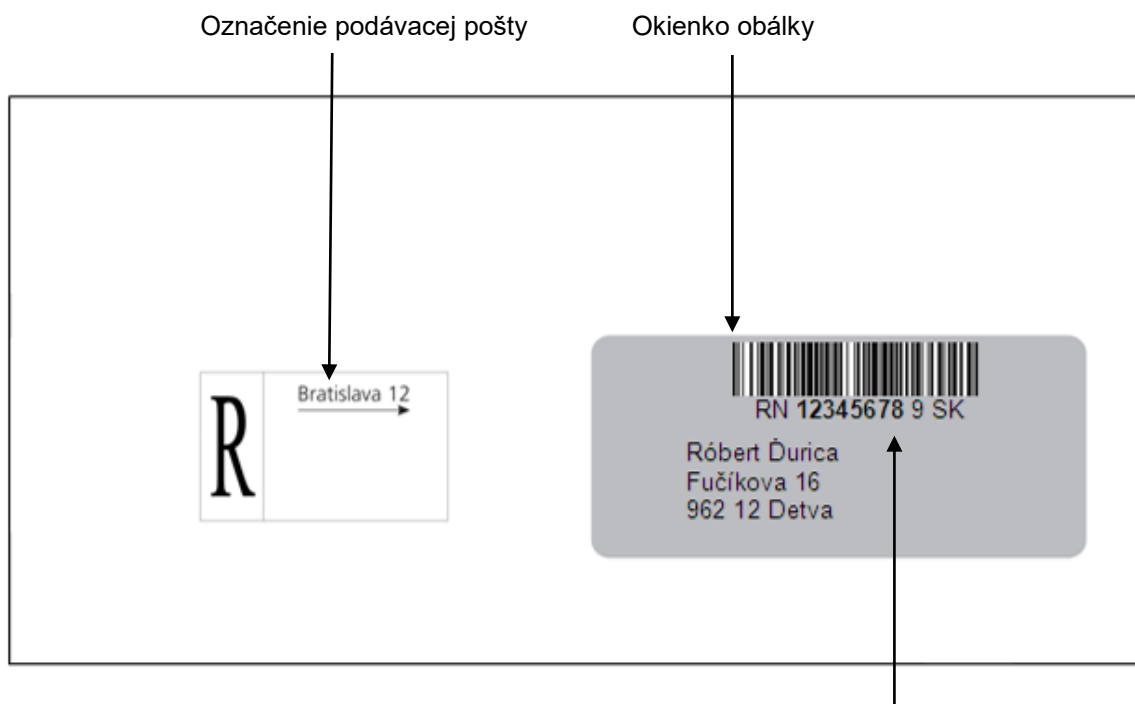 Označenie podávacej pošty
Okienko obálky
R
Bratislava 12
RN 12345678 9 SK
Róbert Ďurica
Fučíkova 16
962 12 Detva